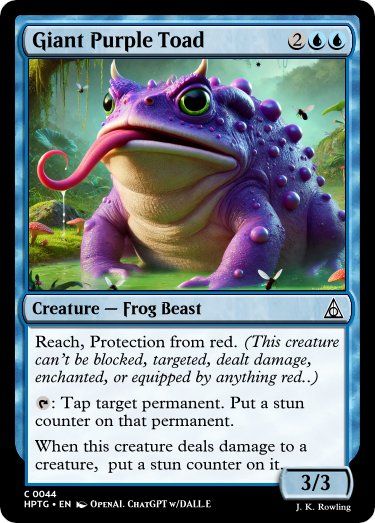 Giant Purple Toad 2
Creature — Frog Beast
Reach, Protection from red. (This creature
can't be blocked, targeted, dealt damage,
enchanted, or equipped by anything red..)
: Tap target permanent. Put a stun
counter on that permanent.
When this creature deals damage to a
creature, put a stun counter on it.
3/3
C 0044
HPTG • EN OpenAI. ChatGPT w/DALL.E
J. K. Rowling